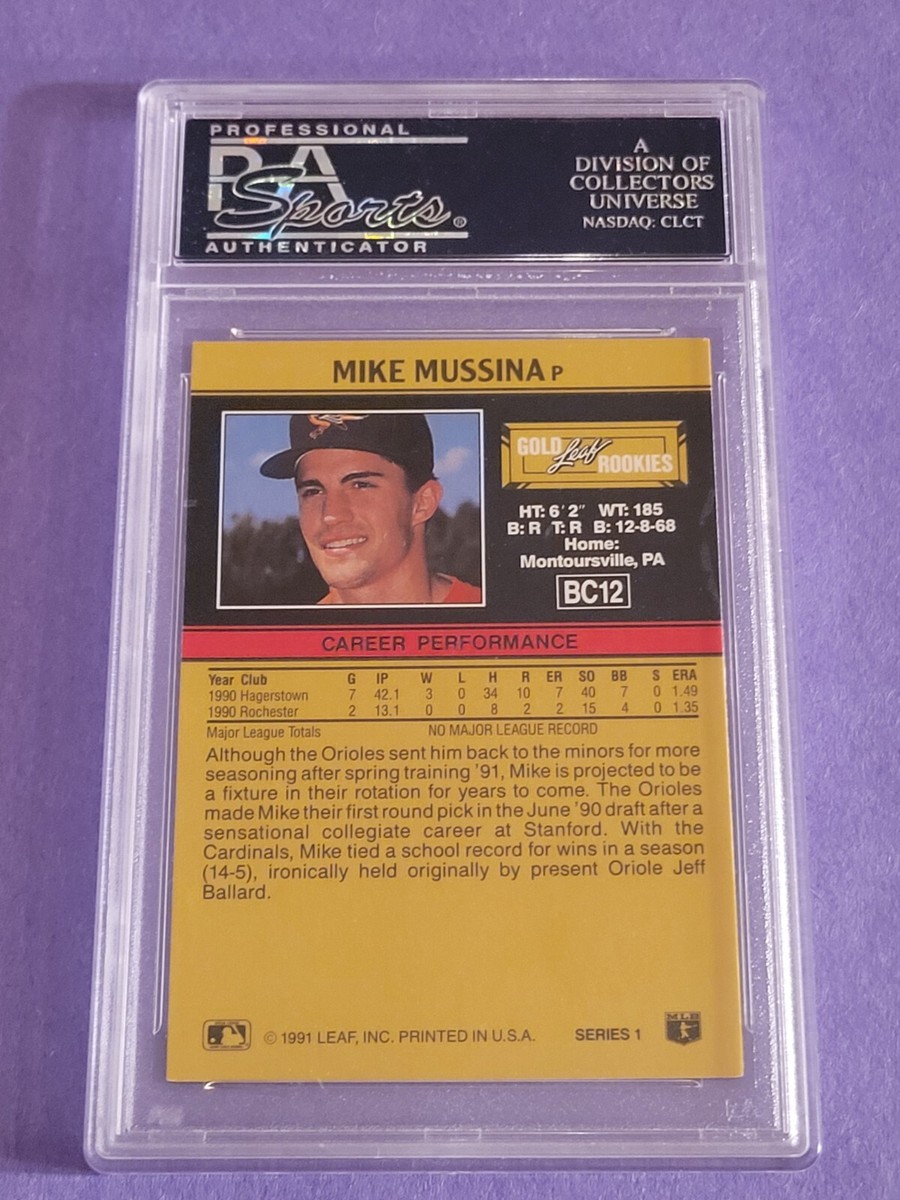 PROFESSIONAL
PSA
Sports®
AUTHENTICATOR
A
DIVISION OF
COLLECTORS
UNIVERSE
NASDAQ: CLCT
MIKE MUSSINA P
GOLD Leaf ROOKIES
HT: 6'2" WT: 185
B: R T: R B: 12-8-68
Home:
Montoursville, PA
BC12
CAREER PERFORMANCE
Year Club G IP W L H R ER SO BB S ERA
1990 Hagerstown 7 42.1 3 0 34 10 7 40 7 0 1.49
1990 Rochester 2 13.1 0 0 8 2 2 15 4 0 1.35
Major League Totals NO MAJOR LEAGUE RECORD
Although the Orioles sent him back to the minors for more
seasoning after spring training '91, Mike is projected to be
a fixture in their rotation for years to come. The Orioles
made Mike their first round pick in the June '90 draft after a
sensational collegiate career at Stanford. With the
Cardinals, Mike tied a school record for wins in a season
(14-5), ironically held originally by present Oriole Jeff
Ballard.
© 1991 LEAF, INC. PRINTED IN U.S.A. SERIES 1
MLB